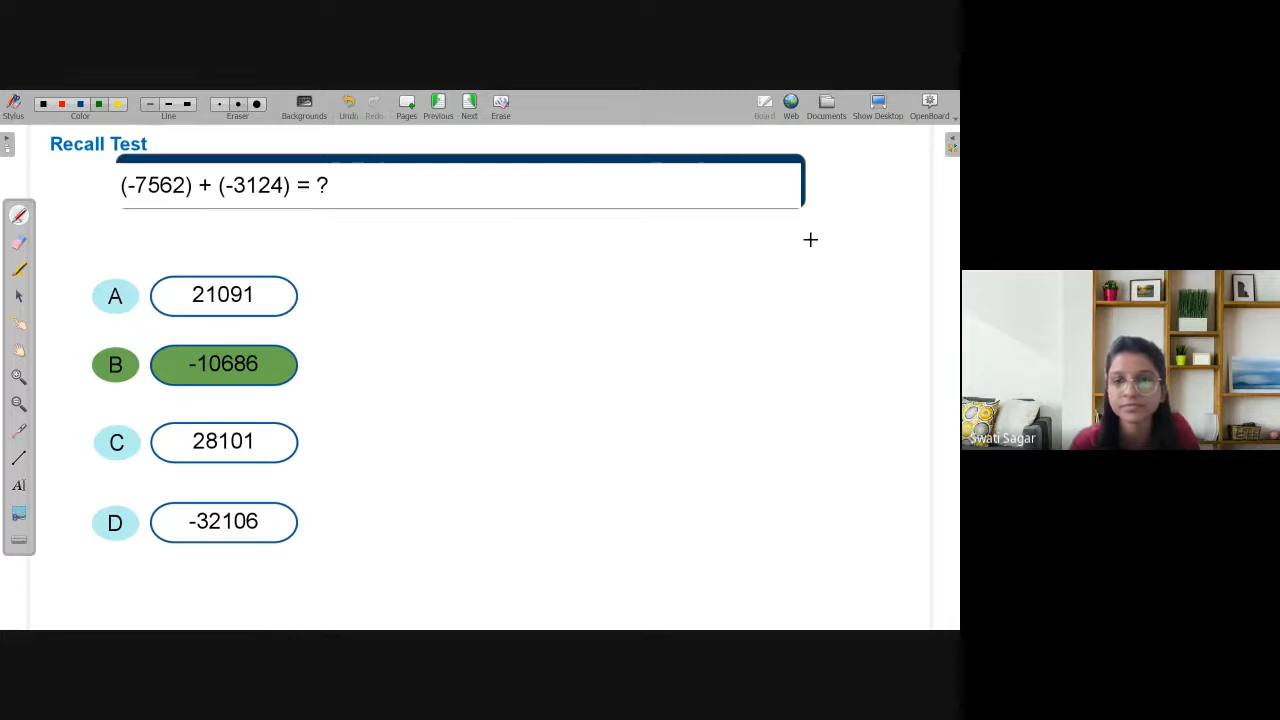 Stylus
Color
Line
Eraser
Backgrounds
Undo
Redo
Pages
Previous
Next
Erase
Board
Web
Documents
Show Desktop
OpenBoard
Recall Test
(-7562) + (-3124) = ?
A 21091
B -10686
C 28101
D -32106
Swati Sagar